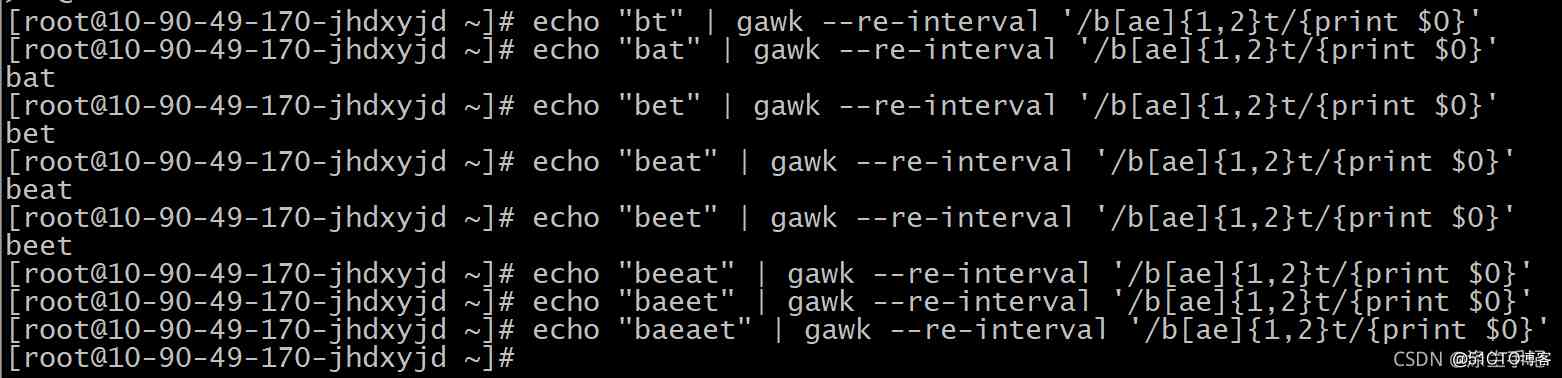 [root@10-90-49-170-jhdxyjd ~]# echo "bt" | gawk --re-interval '/b[ae]{1,2}t/{print $0}'
[root@10-90-49-170-jhdxyjd ~]# echo "bat" | gawk --re-interval '/b[ae]{1,2}t/{print $0}'
bat
[root@10-90-49-170-jhdxyjd ~]# echo "bet" | gawk --re-interval '/b[ae]{1,2}t/{print $0}'
bet
[root@10-90-49-170-jhdxyjd ~]# echo "beat" | gawk --re-interval '/b[ae]{1,2}t/{print $0}'
beat
[root@10-90-49-170-jhdxyjd ~]# echo "beet" | gawk --re-interval '/b[ae]{1,2}t/{print $0}'
beet
[root@10-90-49-170-jhdxyjd ~]# echo "beeat" | gawk --re-interval '/b[ae]{1,2}t/{print $0}'
[root@10-90-49-170-jhdxyjd ~]# echo "baeet" | gawk --re-interval '/b[ae]{1,2}t/{print $0}'
[root@10-90-49-170-jhdxyjd ~]# echo "baeaet" | gawk --re-interval '/b[ae]{1,2}t/{print $0}'
[root@10-90-49-170-jhdxyjd ~]#
CSDN @51CTO博客